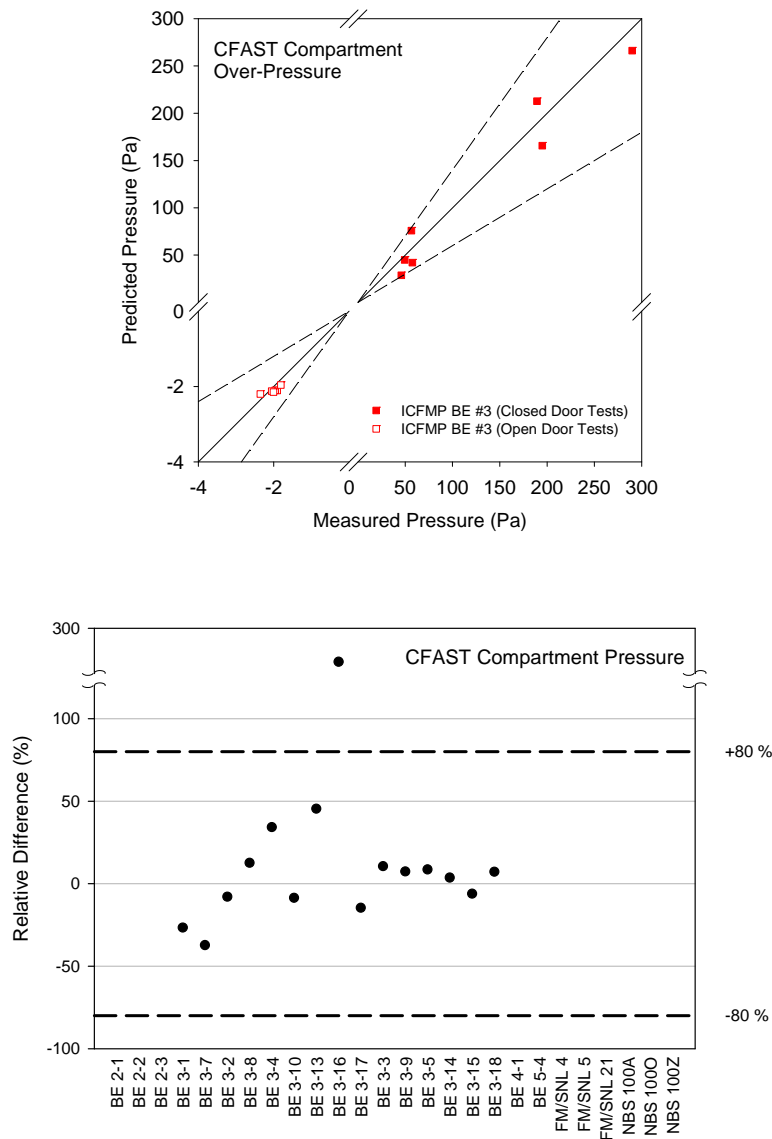 CFAST Compartment
Over-Pressure
300
250
200
150
100
50
0
-2
-4
Predicted Pressure (Pa)
ICFMP BE #3 (Closed Door Tests)
ICFMP BE #3 (Open Door Tests)
-4 -2 0 50 100 150 200 250 300
Measured Pressure (Pa)
CFAST Compartment Pressure
300
100
50
0
-50
-100
Relative Difference (%)
+80 %
-80 %
BE 2-1
BE 2-2
BE 2-3
BE 3-1
BE 3-7
BE 3-2
BE 3-8
BE 3-4
BE 3-10
BE 3-13
BE 3-16
BE 3-17
BE 3-3
BE 3-9
BE 3-5
BE 3-14
BE 3-15
BE 3-18
BE 4-1
BE 5-4
FM/SNL 4
FM/SNL 5
FM/SNL 21
NBS 100A
NBS 100O
NBS 100Z